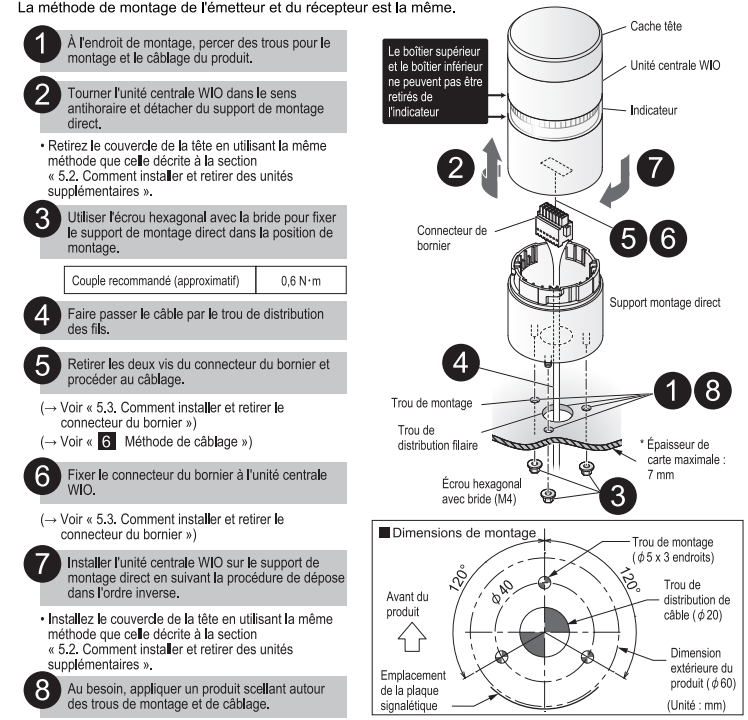 La méthode de montage de l'émetteur et du récepteur est la même.
1
À l'endroit de montage, percer des trous pour le
montage et le câblage du produit.
2
Tourner l'unité centrale WIO dans le sens
antihoraire et détacher du support de montage
direct.
• Retirez le couvercle de la tête en utilisant la même
méthode que celle décrite à la section
« 5.2. Comment installer et retirer des unités
supplémentaires ».
3
Utiliser l'écrou hexagonal avec la bride pour fixer
le support de montage direct dans la position de
montage.
Couple recommandé (approximatif) 0,6 N·m
4
Faire passer le câble par le trou de distribution
des fils.
5
Retirer les deux vis du connecteur du bornier et
procéder au câblage.
(→ Voir « 5.3. Comment installer et retirer le
connecteur du bornier »)
(→ Voir « 6 Méthode de câblage »)
6
Fixer le connecteur du bornier à l'unité centrale
WIO.
(→ Voir « 5.3. Comment installer et retirer le
connecteur du bornier »)
7
Installer l'unité centrale WIO sur le support de
montage direct en suivant la procédure de dépose
dans l'ordre inverse.
• Installez le couvercle de la tête en utilisant la même
méthode que celle décrite à la section
« 5.2. Comment installer et retirer des unités
supplémentaires ».
8
Au besoin, appliquer un produit scellant autour
des trous de montage et de câblage.
Le boîtier supérieur
et le boîtier inférieur
ne peuvent pas être
retirés de
l'indicateur
Cache tête
Unité centrale WIO
Indicateur
2
7
Connecteur de
bornier
5 6
Support montage direct
4
1 8
Trou de montage
Trou de
distribution filaire
* Épaisseur de
carte maximale :
7 mm
Écrou hexagonal
avec bride (M4)
3
■ Dimensions de montage
Trou de montage
(ϕ5 x 3 endroits)
120°
120°
ϕ40
Avant du
produit
Trou de
distribution de
câble (ϕ20)
Emplacement
de la plaque
signalétique
Dimension
extérieure du
produit (ϕ60)
(Unité : mm)